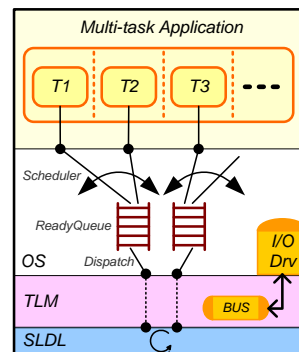 Multi-task Application
T1 T2 T3
Scheduler
ReadyQueue
I/O
Drv
Dispatch
OS
TLM
BUS
SLDL